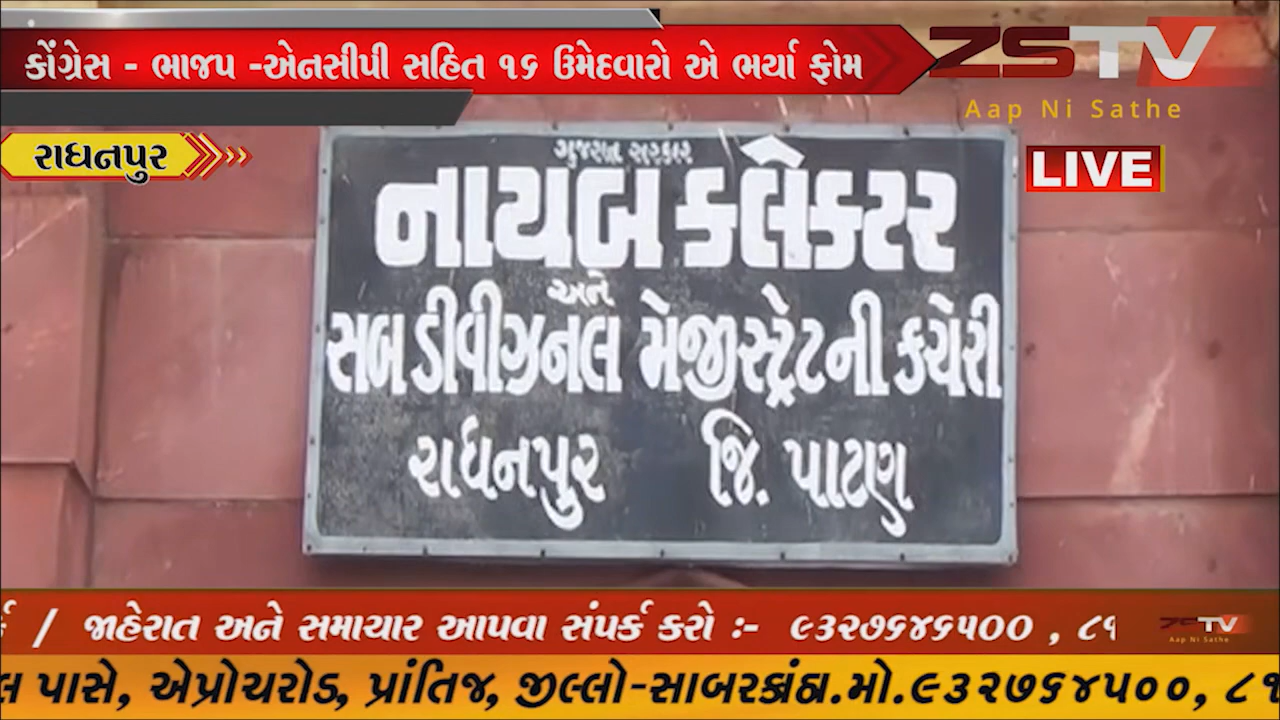 કોંગ્રેસ - ભાજપ -એનસીપી સહિત ૧૬ ઉમેદવારો એ ભર્યા ફોમ
ZSTV
Aap Ni Sathe
રાધનપુર
LIVE
ગુજરાત સરકાર
નાયબ કલેક્ટર
અને
સબ ડીવીઝનલ મેજીસ્ટ્રેટની કચેરી
રાધનપુર જિ. પાટણ
/ જાહેરાત અને સમાચાર આપવા સંપર્ક કરો :- ૯૩૨૭૬૪૬૫૦૦ , ૮૧
ZSTV
Aap Ni Sathe
લ પાસે, એપ્રોચરોડ, પ્રાંતિજ, જીલ્લો-સાબરકાંઠા.મો.૯૩૨૭૬૪૫૦૦, ૮૧